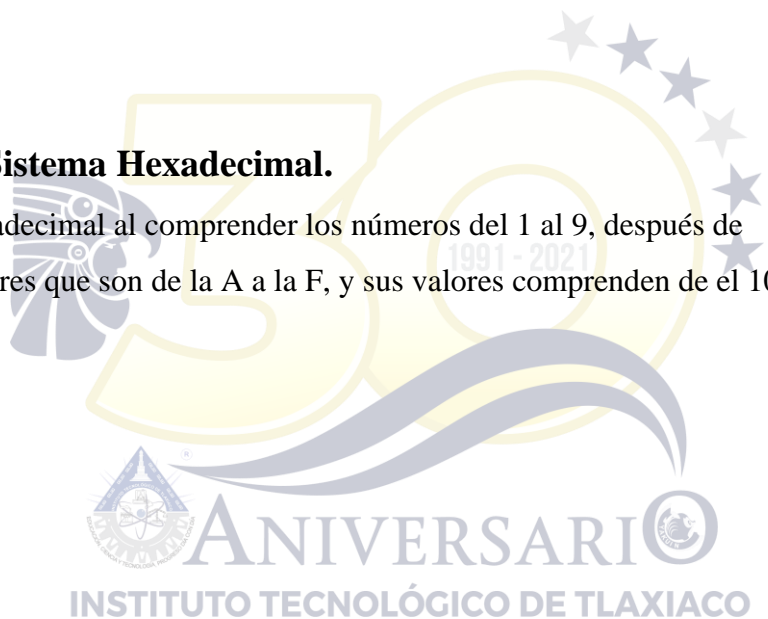 Sistema Hexadecimal.
adecimal al comprender los números del 1 al 9, después de
res que son de la A a la F, y sus valores comprenden de el 10
1991 - 2021
ANIVERSARIO
INSTITUTO TECNOLÓGICO DE TLAXIACO